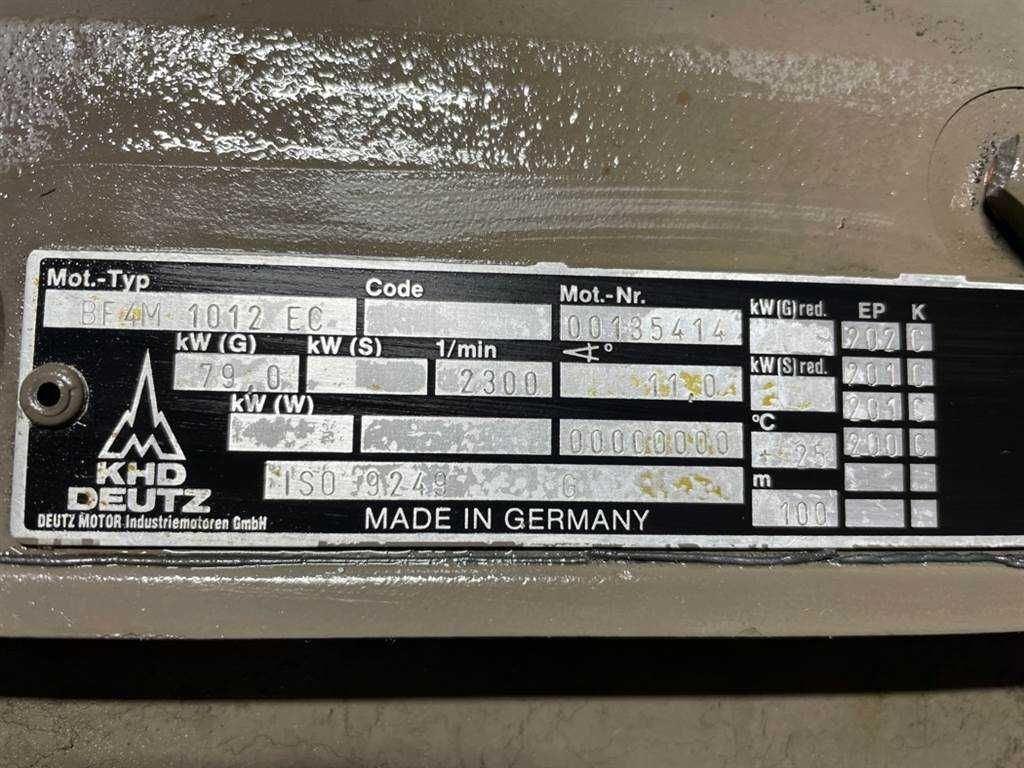 Mot.-Typ Code Mot.-Nr. kW(G)red. EP K
BF4M 1012 EC 00135414 202 C
kW (G) kW (S) 1/min ∢° kW(S)red.
79,0 2300 11,0 201 C
kW (W) °C 201 C
00000000 +25 200 C
ISO 9249 G m
100
KHD
DEUTZ
DEUTZ MOTOR Industriemotoren GmbH MADE IN GERMANY